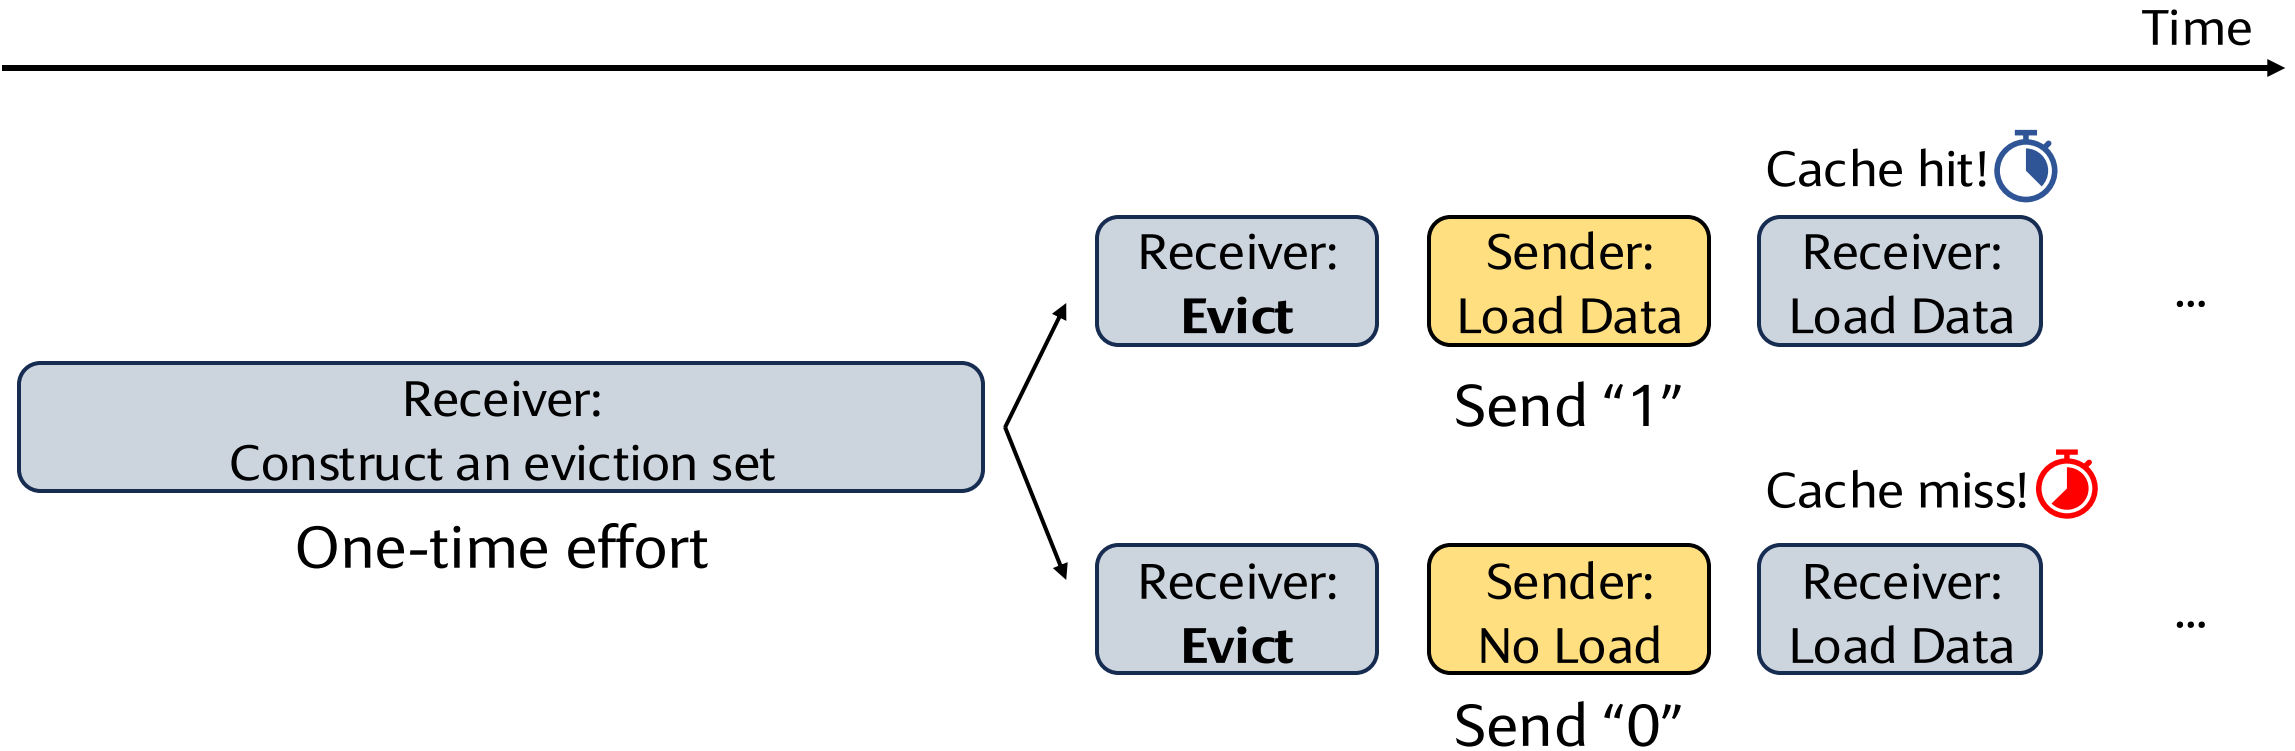 Time
Cache hit!
Receiver:
Evict
Sender:
Load Data
Receiver:
Load Data
...
Send “1”
Receiver:
Construct an eviction set
One-time effort
Cache miss!
Receiver:
Evict
Sender:
No Load
Receiver:
Load Data
...
Send “0”